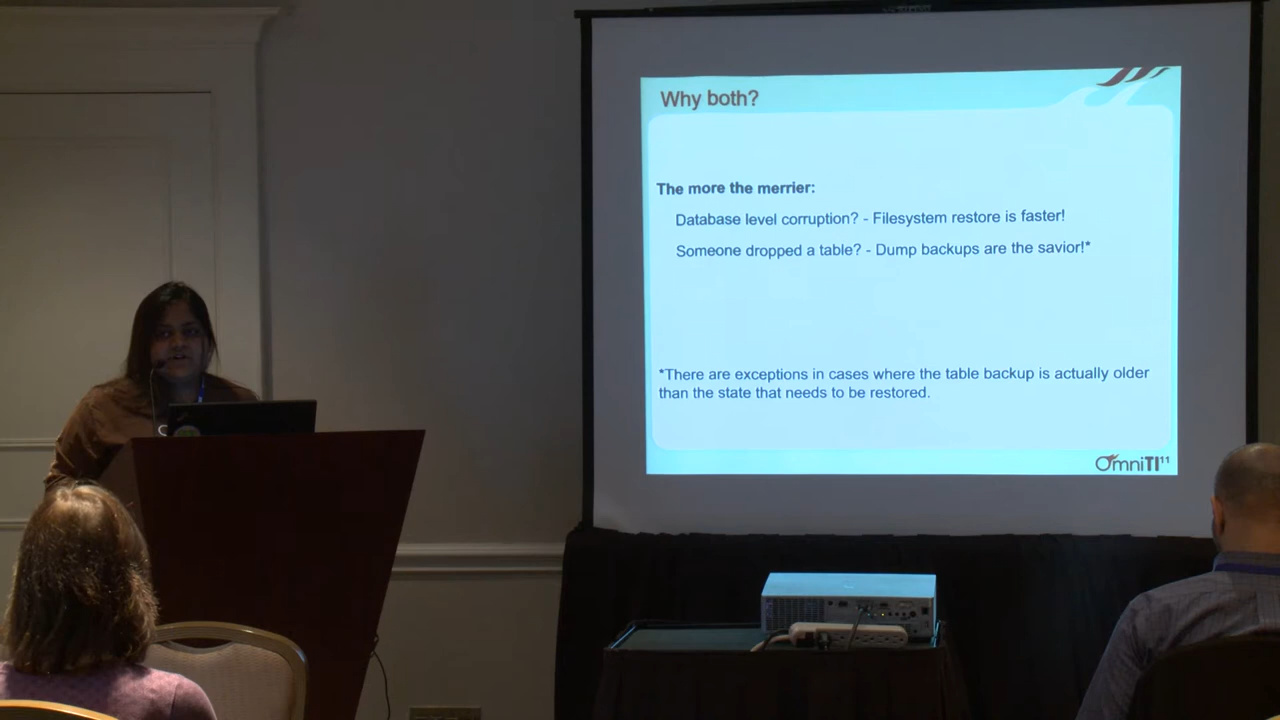 Why both?
The more the merrier:
Database level corruption? - Filesystem restore is faster!
Someone dropped a table? - Dump backups are the savior!*
*There are exceptions in cases where the table backup is actually older
than the state that needs to be restored.
OmniTI 11